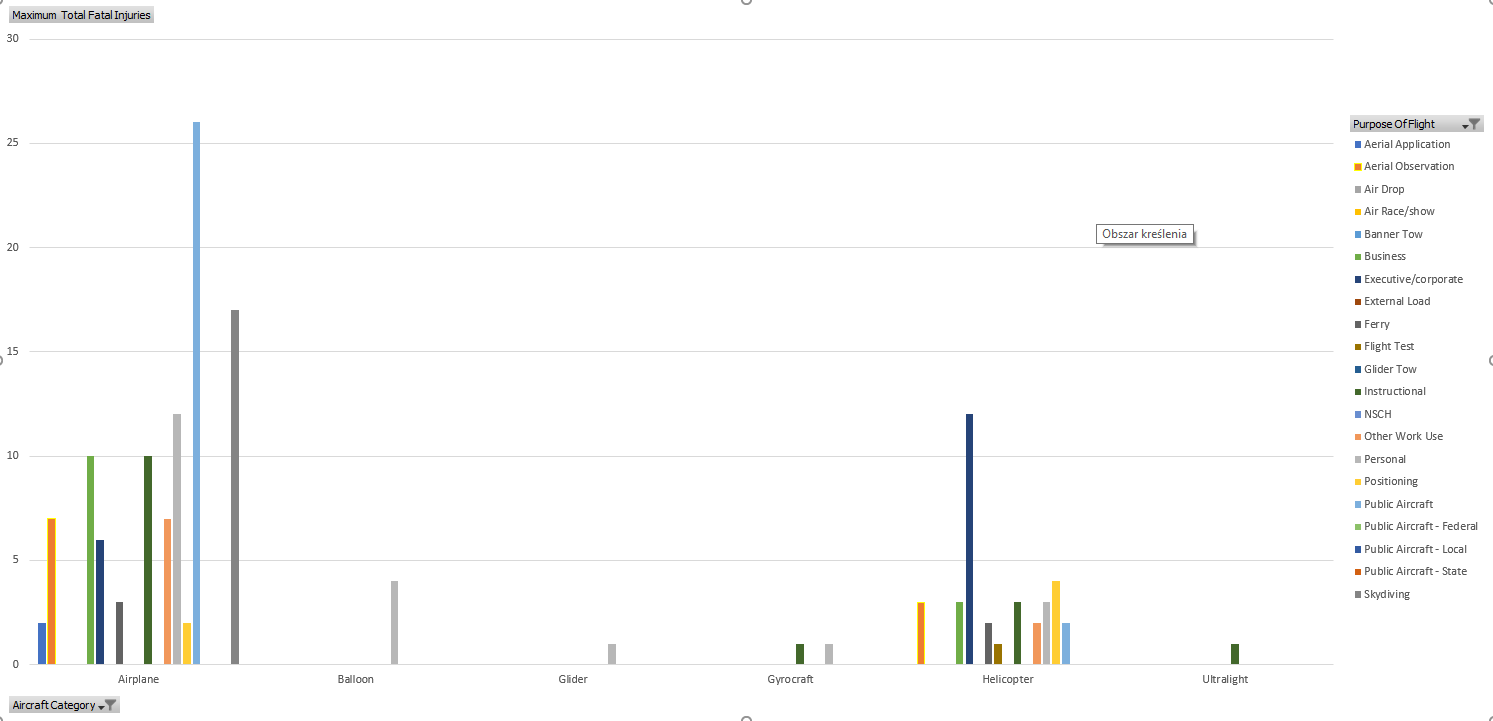 Maximum Total Fatal Injuries
30
25
20
15
10
5
0
Airplane Balloon Glider Gyrocraft Helicopter Ultralight
Aircraft Category
Obszar kreślenia
Purpose Of Flight
Aerial Application
Aerial Observation
Air Drop
Air Race/show
Banner Tow
Business
Executive/corporate
External Load
Ferry
Flight Test
Glider Tow
Instructional
NSCH
Other Work Use
Personal
Positioning
Public Aircraft
Public Aircraft - Federal
Public Aircraft - Local
Public Aircraft - State
Skydiving